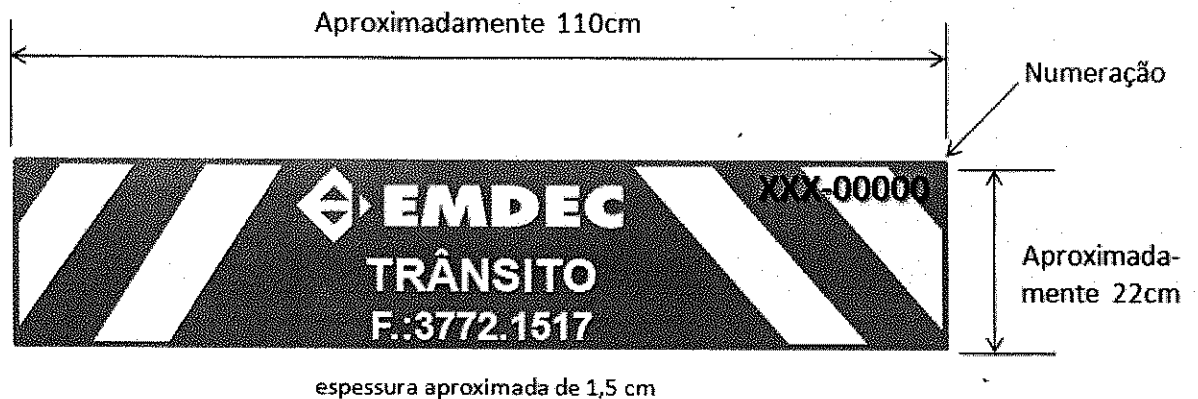 Aproximadamente 110cm
Numeração
XXX-00000
EMDEC
TRÂNSITO
F.:3772.1517
Aproximada-
mente 22cm
espessura aproximada de 1,5 cm